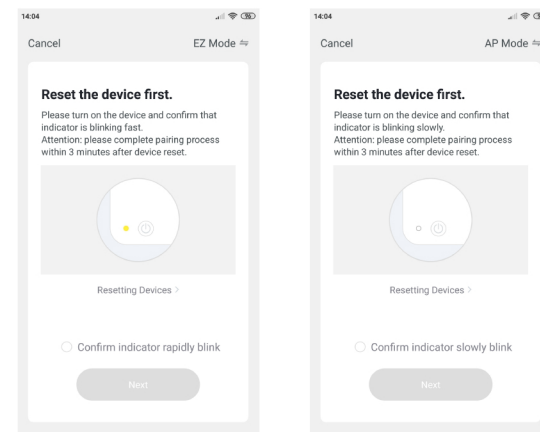 14:04
96
Cancel
EZ Mode
Reset the device first.
Please turn on the device and confirm that
indicator is blinking fast.
Attention: please complete pairing process
within 3 minutes after device reset.
Resetting Devices >
Confirm indicator rapidly blink
Next
14:04
Cancel
AP Mode
Reset the device first.
Please turn on the device and confirm that
indicator is blinking slowly.
Attention: please complete pairing process
within 3 minutes after device reset.
Resetting Devices >
Confirm indicator slowly blink
Next